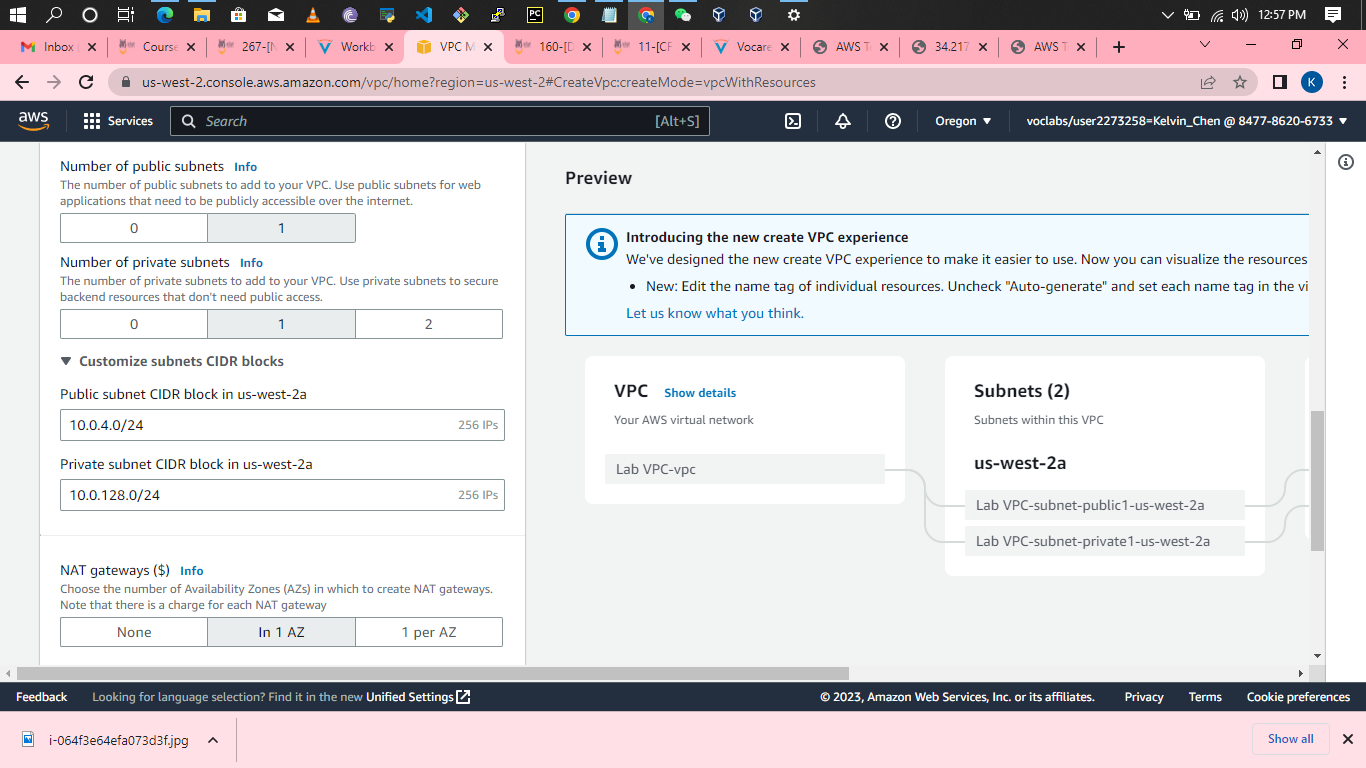 12:57 PM
Inbox
Course
267-[N
Workb
VPC M
160-[D
11-[CF
Vocare
AWS T
34.217
AWS T
us-west-2.console.aws.amazon.com/vpc/home?region=us-west-2#CreateVpc:createMode=vpcWithResources
K
aws
Services
Search
[Alt+S]
Oregon
voclabs/user2273258=Kelvin_Chen @ 8477-8620-6733
Number of public subnets Info
The number of public subnets to add to your VPC. Use public subnets for web
applications that need to be publicly accessible over the internet.
0 1
Number of private subnets Info
The number of private subnets to add to your VPC. Use private subnets to secure
backend resources that don't need public access.
0 1 2
Customize subnets CIDR blocks
Public subnet CIDR block in us-west-2a
10.0.4.0/24 256 IPs
Private subnet CIDR block in us-west-2a
10.0.128.0/24 256 IPs
NAT gateways ($) Info
Choose the number of Availability Zones (AZs) in which to create NAT gateways.
Note that there is a charge for each NAT gateway
None In 1 AZ 1 per AZ
Preview
Introducing the new create VPC experience
We've designed the new create VPC experience to make it easier to use. Now you can visualize the resources
• New: Edit the name tag of individual resources. Uncheck "Auto-generate" and set each name tag in the vi
Let us know what you think.
VPC Show details
Your AWS virtual network
Lab VPC-vpc
Subnets (2)
Subnets within this VPC
us-west-2a
Lab VPC-subnet-public1-us-west-2a
Lab VPC-subnet-private1-us-west-2a
Feedback Looking for language selection? Find it in the new Unified Settings
© 2023, Amazon Web Services, Inc. or its affiliates. Privacy Terms Cookie preferences
i-064f3e64efa073d3f.jpg
Show all